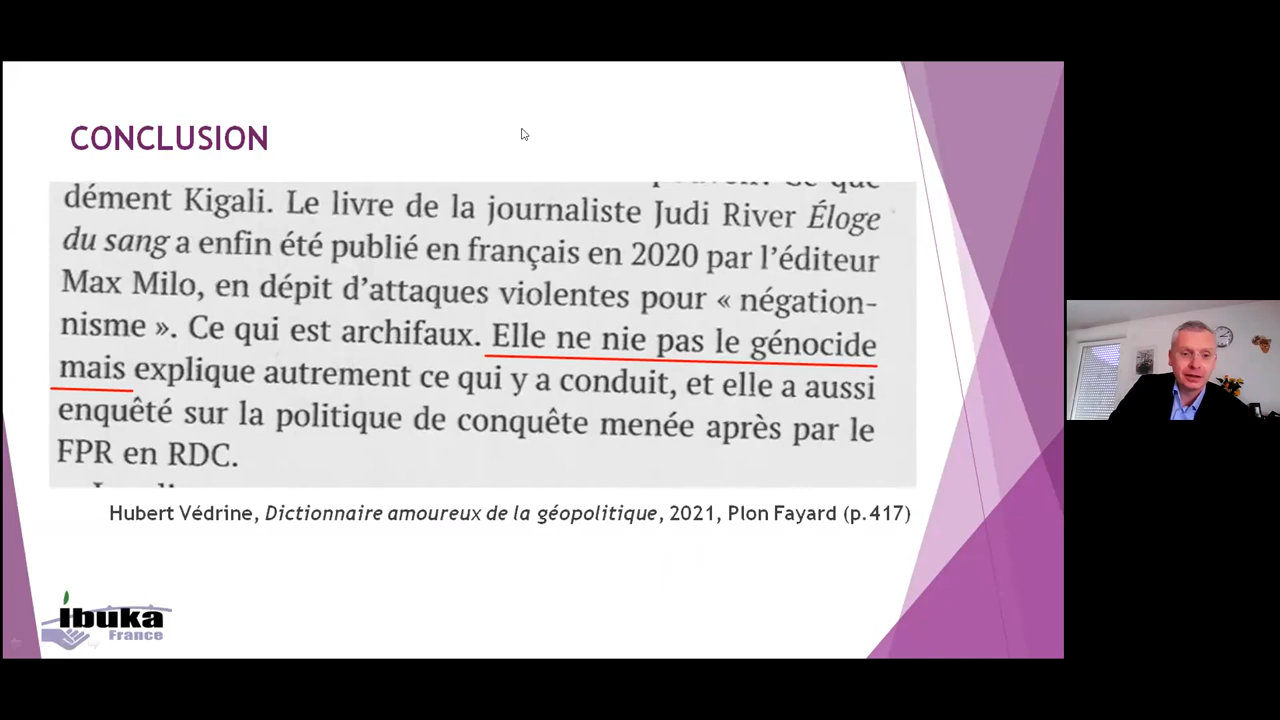 CONCLUSION
dément Kigali. Le livre de la journaliste Judi River Éloge
du sang a enfin été publié en français en 2020 par l'éditeur
Max Milo, en dépit d'attaques violentes pour « négation-
nisme ». Ce qui est archifaux. Elle ne nie pas le génocide
mais explique autrement ce qui y a conduit, et elle a aussi
enquêté sur la politique de conquête menée après par le
FPR en RDC.
Hubert Védrine, Dictionnaire amoureux de la géopolitique, 2021, Plon Fayard (p.417)
Ibuka
France